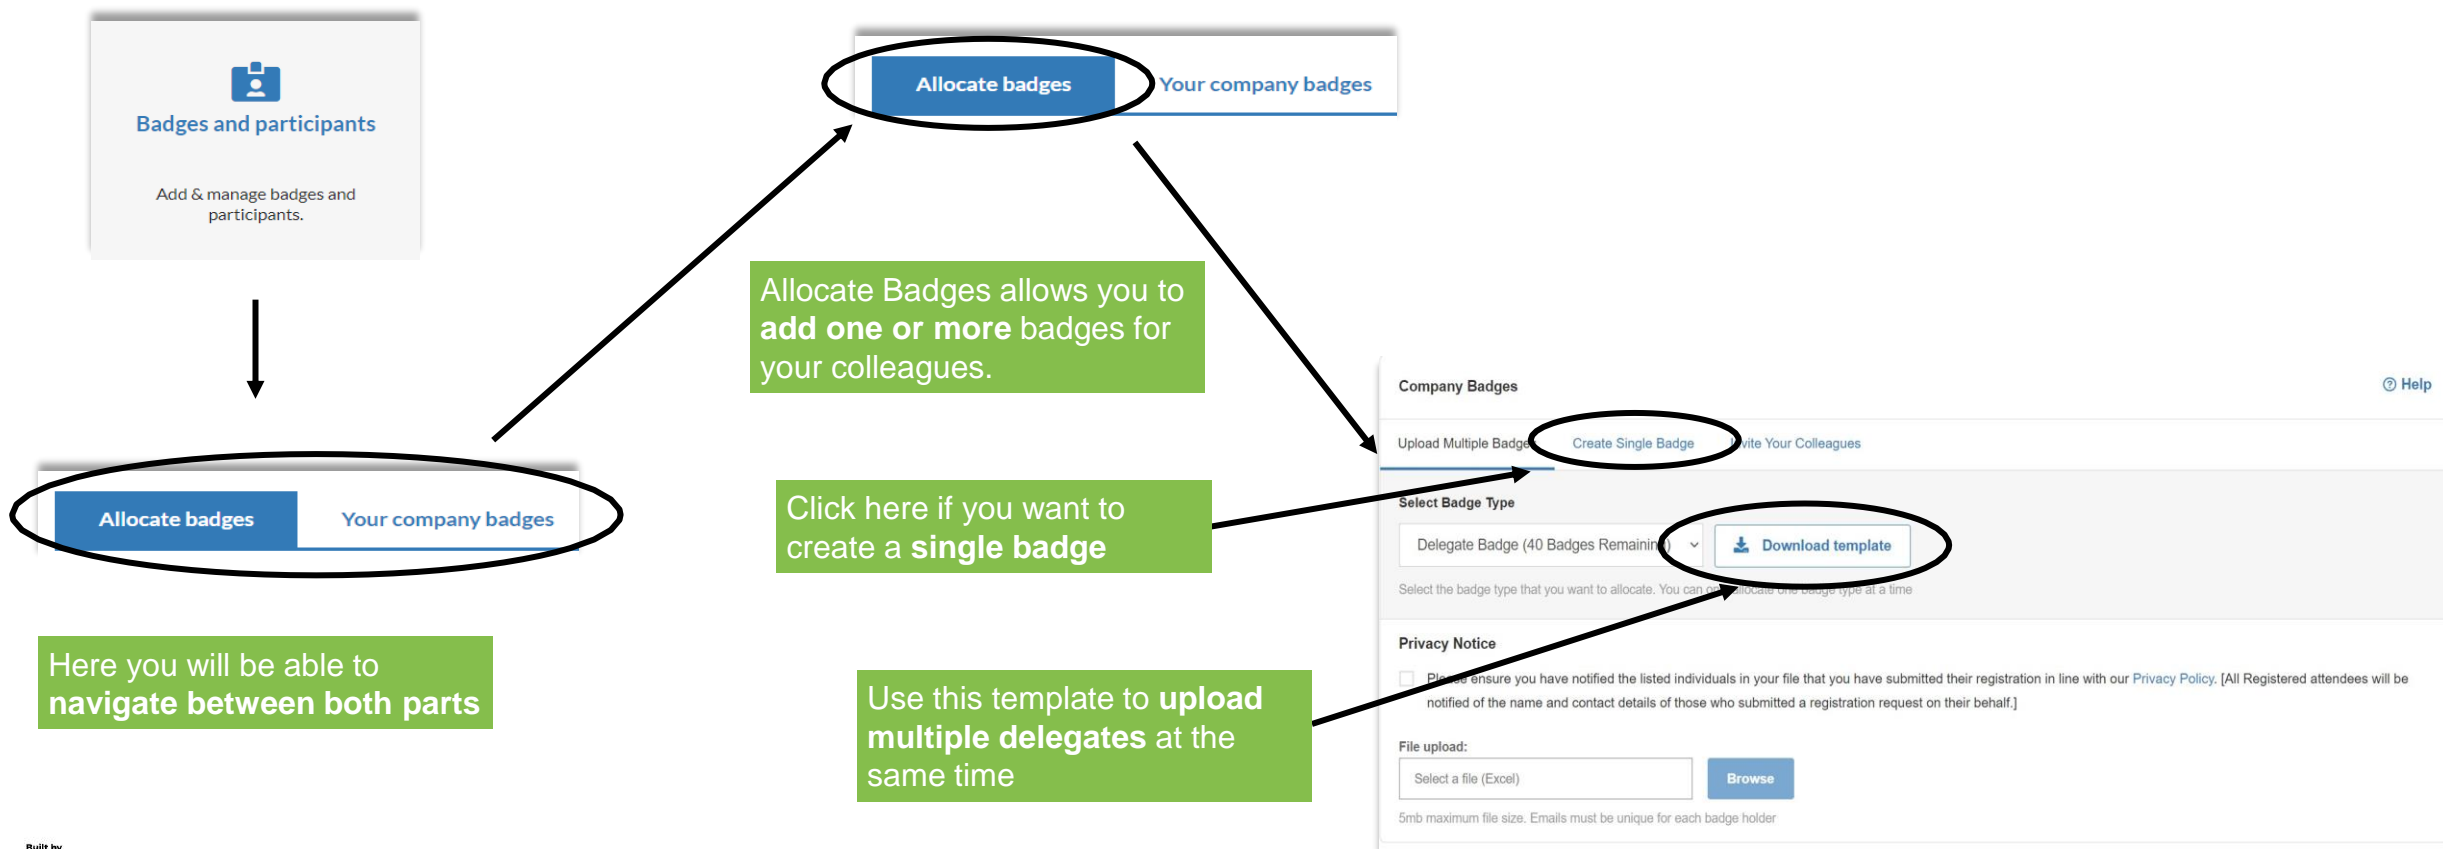 Badges and participants
Add & manage badges and
participants.
Allocate badges
Your company badges
Here you will be able to
navigate between both parts
Allocate badges
Your company badges
Allocate Badges allows you to
add one or more badges for
your colleagues.
Click here if you want to
create a single badge
Use this template to upload
multiple delegates at the
same time
Company Badges
Help
Upload Multiple Badges
Create Single Badge
Invite Your Colleagues
Select Badge Type
Delegate Badge (40 Badges Remaining)
Download template
Select the badge type that you want to allocate. You can only allocate one badge type at a time
Privacy Notice
Please ensure you have notified the listed individuals in your file that you have submitted their registration in line with our Privacy Policy. [All Registered attendees will be
notified of the name and contact details of those who submitted a registration request on their behalf.]
File upload:
Select a file (Excel)
Browse
5mb maximum file size. Emails must be unique for each badge holder
Built by